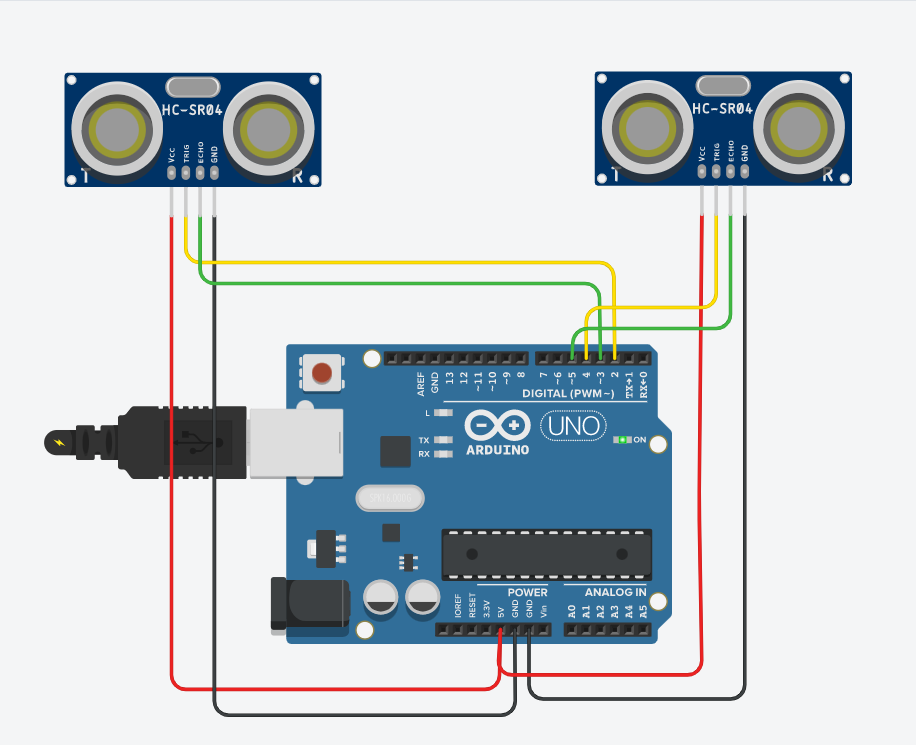 HC-SR04
VCC
TRIG
ECHO
GND
T
R
HC-SR04
VCC
TRIG
ECHO
GND
T
R
AREF
GND
13
12
~11
~10
~9
8
7
~6
~5
4
~3
2
TX→1
RX←0
DIGITAL (PWM~)
L
TX
RX
UNO
ON
ARDUINO
POWER
ANALOG IN
IOREF
RESET
3.3V
5V
GND
GND
Vin
A0
A1
A2
A3
A4
A5